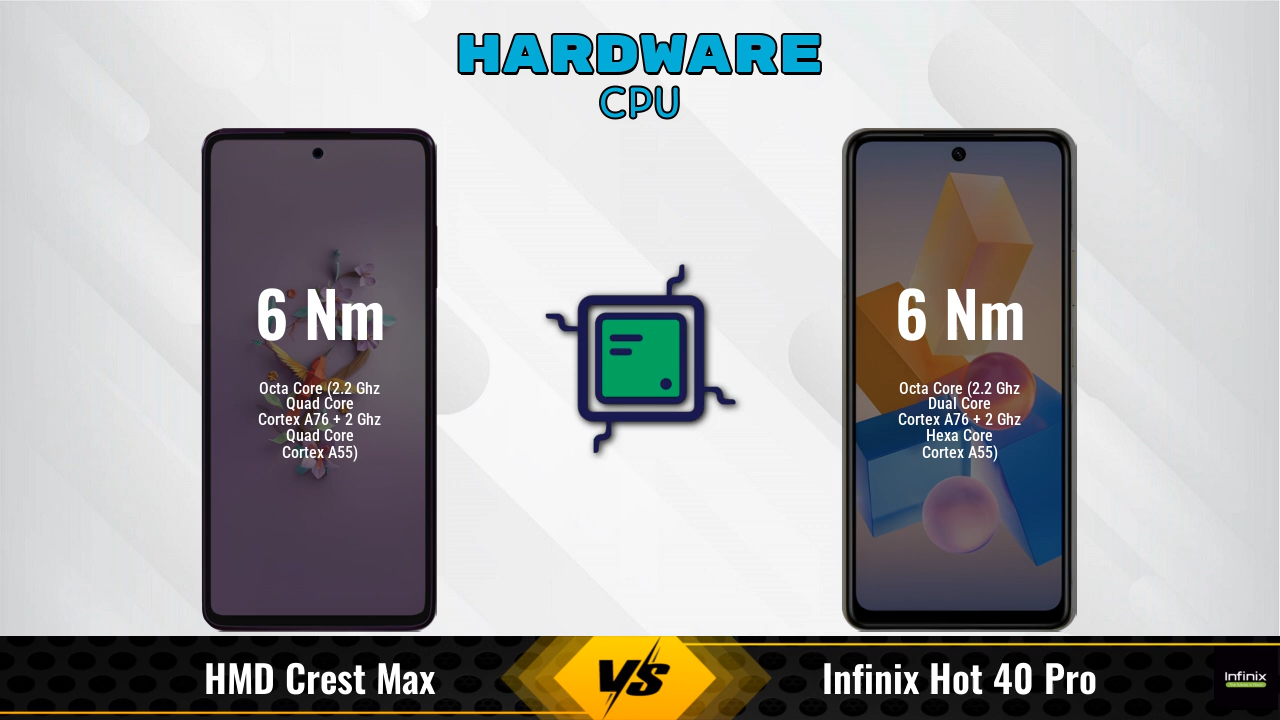 HARDWARE
CPU
6 Nm
Octa Core (2.2 Ghz
Quad Core
Cortex A76 + 2 Ghz
Quad Core
Cortex A55)
6 Nm
Octa Core (2.2 Ghz
Dual Core
Cortex A76 + 2 Ghz
Hexa Core
Cortex A55)
HMD Crest Max
VS
Infinix Hot 40 Pro
Infinix